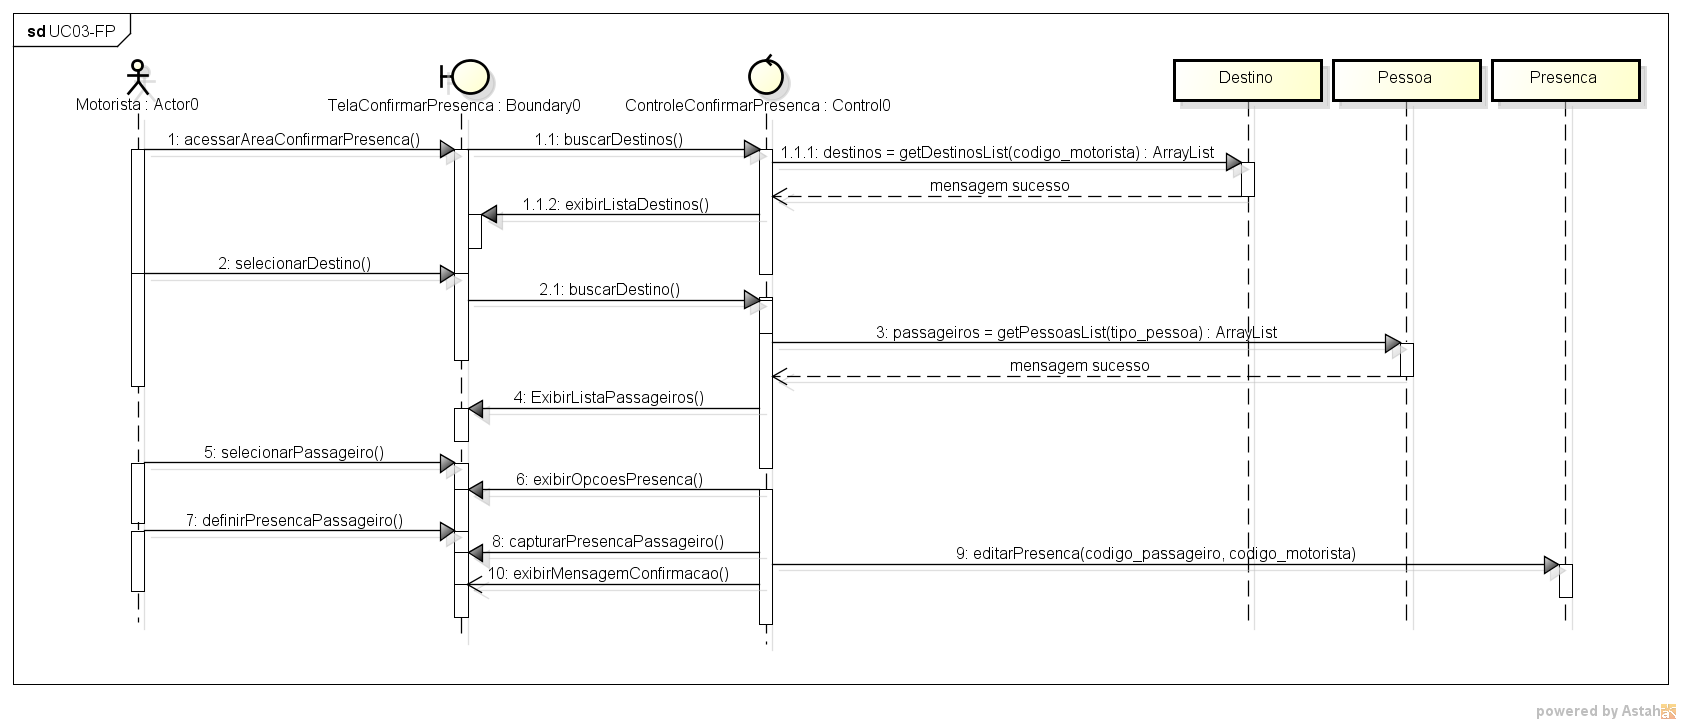 sd UC03-FP
Motorista : Actor0
TelaConfirmarPresenca : Boundary0
ControleConfirmarPresenca : Control0
Destino
Pessoa
Presenca
1: acessarAreaConfirmarPresenca()
1.1: buscarDestinos()
1.1.1: destinos = getDestinosList(codigo_motorista) : ArrayList
mensagem sucesso
1.1.2: exibirListaDestinos()
2: selecionarDestino()
2.1: buscarDestino()
3: passageiros = getPessoasList(tipo_pessoa) : ArrayList
mensagem sucesso
4: ExibirListaPassageiros()
5: selecionarPassageiro()
6: exibirOpcoesPresenca()
7: definirPresencaPassageiro()
8: capturarPresencaPassageiro()
9: editarPresenca(codigo_passageiro, codigo_motorista)
10: exibirMensagemConfirmacao()
powered by Astah